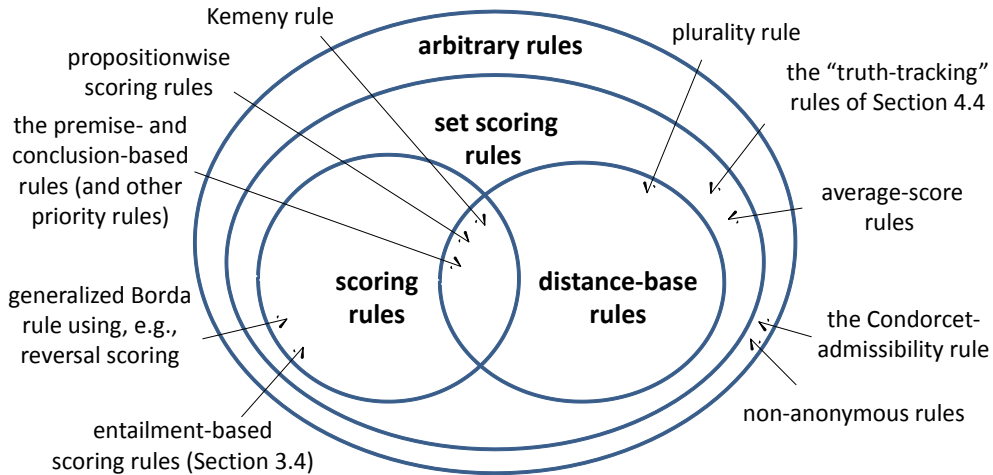 Kemeny rule
propositionwise
scoring rules
the premise- and
conclusion-based
rules (and other
priority rules)
generalized Borda
rule using, e.g.,
reversal scoring
entailment-based
scoring rules (Section 3.4)
arbitrary rules
set scoring
rules
scoring
rules
distance-base
rules
plurality rule
the “truth-tracking”
rules of Section 4.4
average-score
rules
the Condorcet-
admissibility rule
non-anonymous rules